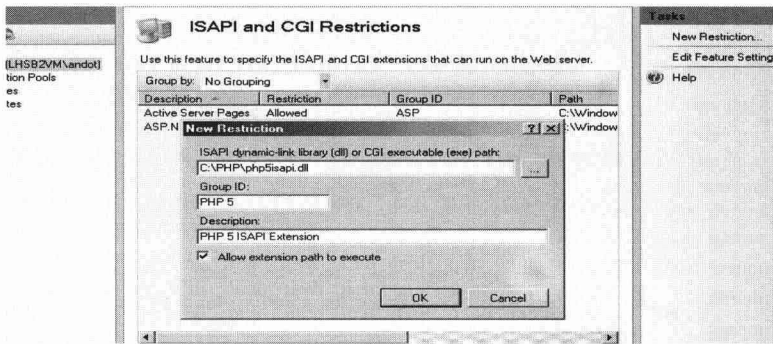 ISAPI and CGI Restrictions
Use this feature to specify the ISAPI and CGI extensions that can run on the Web server.
Group by: No Grouping
Description Restriction Group ID Path
Active Server Pages Allowed ASP C:\Window
ASP.N :\Window
New Restriction
ISAPI dynamic-link library (dll) or CGI executable (exe) path:
C:\PHP\php5isapi.dll
...
Group ID:
PHP 5
Description:
PHP 5 ISAPI Extension
Allow extension path to execute
OK Cancel
(LHSB2VM\andot)
tion Pools
es
tes
Tasks
New Restriction...
Edit Feature Setting
Help